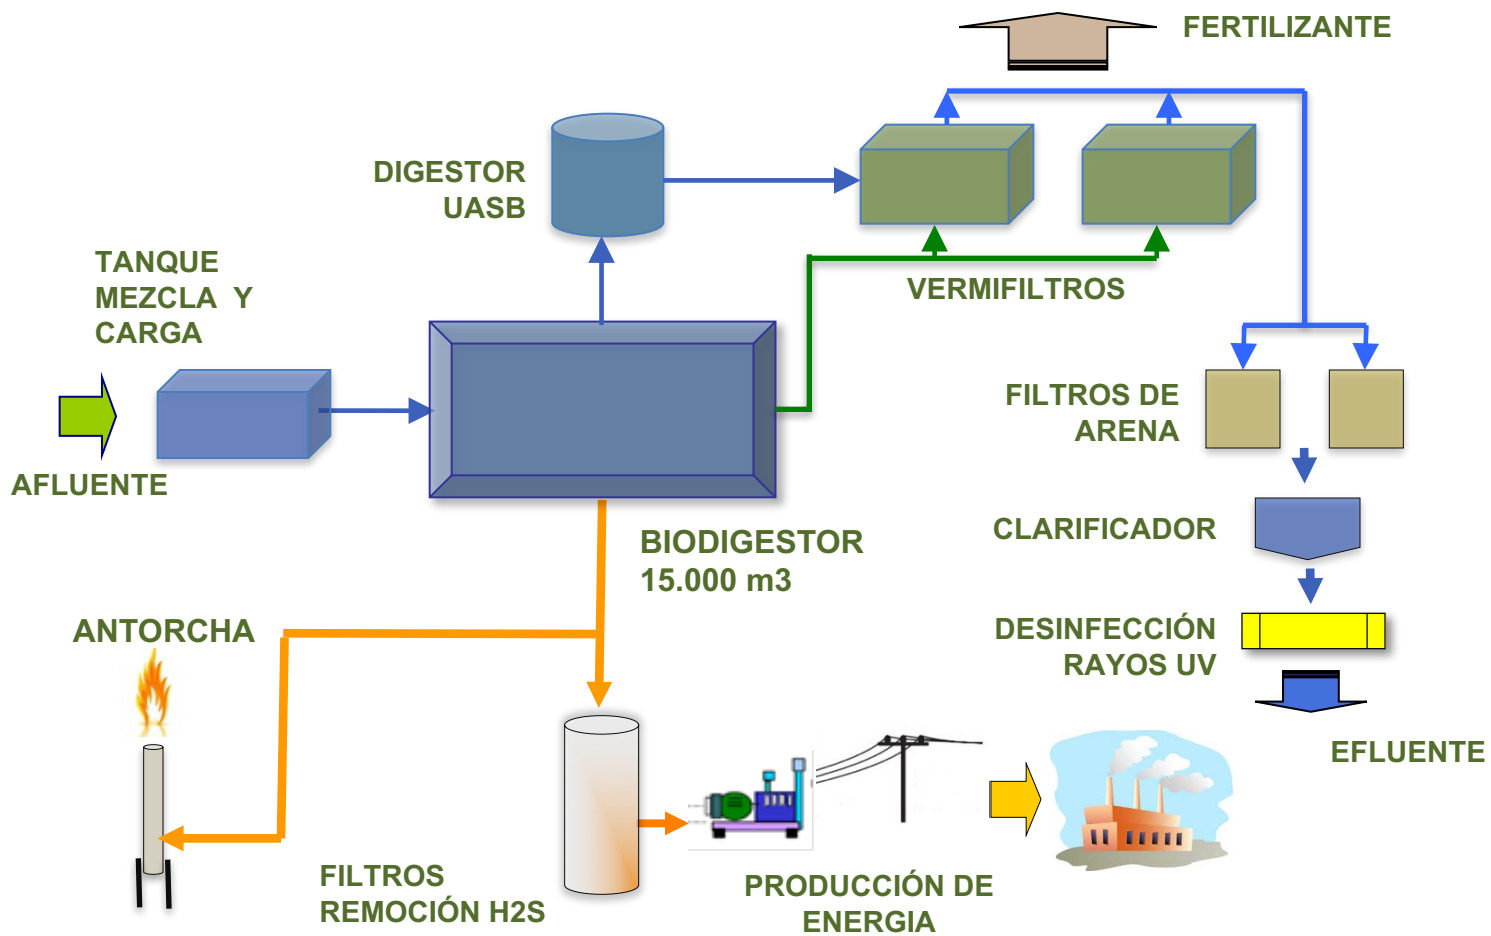 FERTILIZANTE
DIGESTOR
UASB
TANQUE
MEZCLA Y
CARGA
VERMIFILTROS
FILTROS DE
ARENA
AFLUENTE
CLARIFICADOR
BIODIGESTOR
15.000 m3
ANTORCHA
DESINFECCIÓN
RAYOS UV
EFLUENTE
FILTROS
REMOCIÓN H2S
PRODUCCIÓN DE
ENERGIA